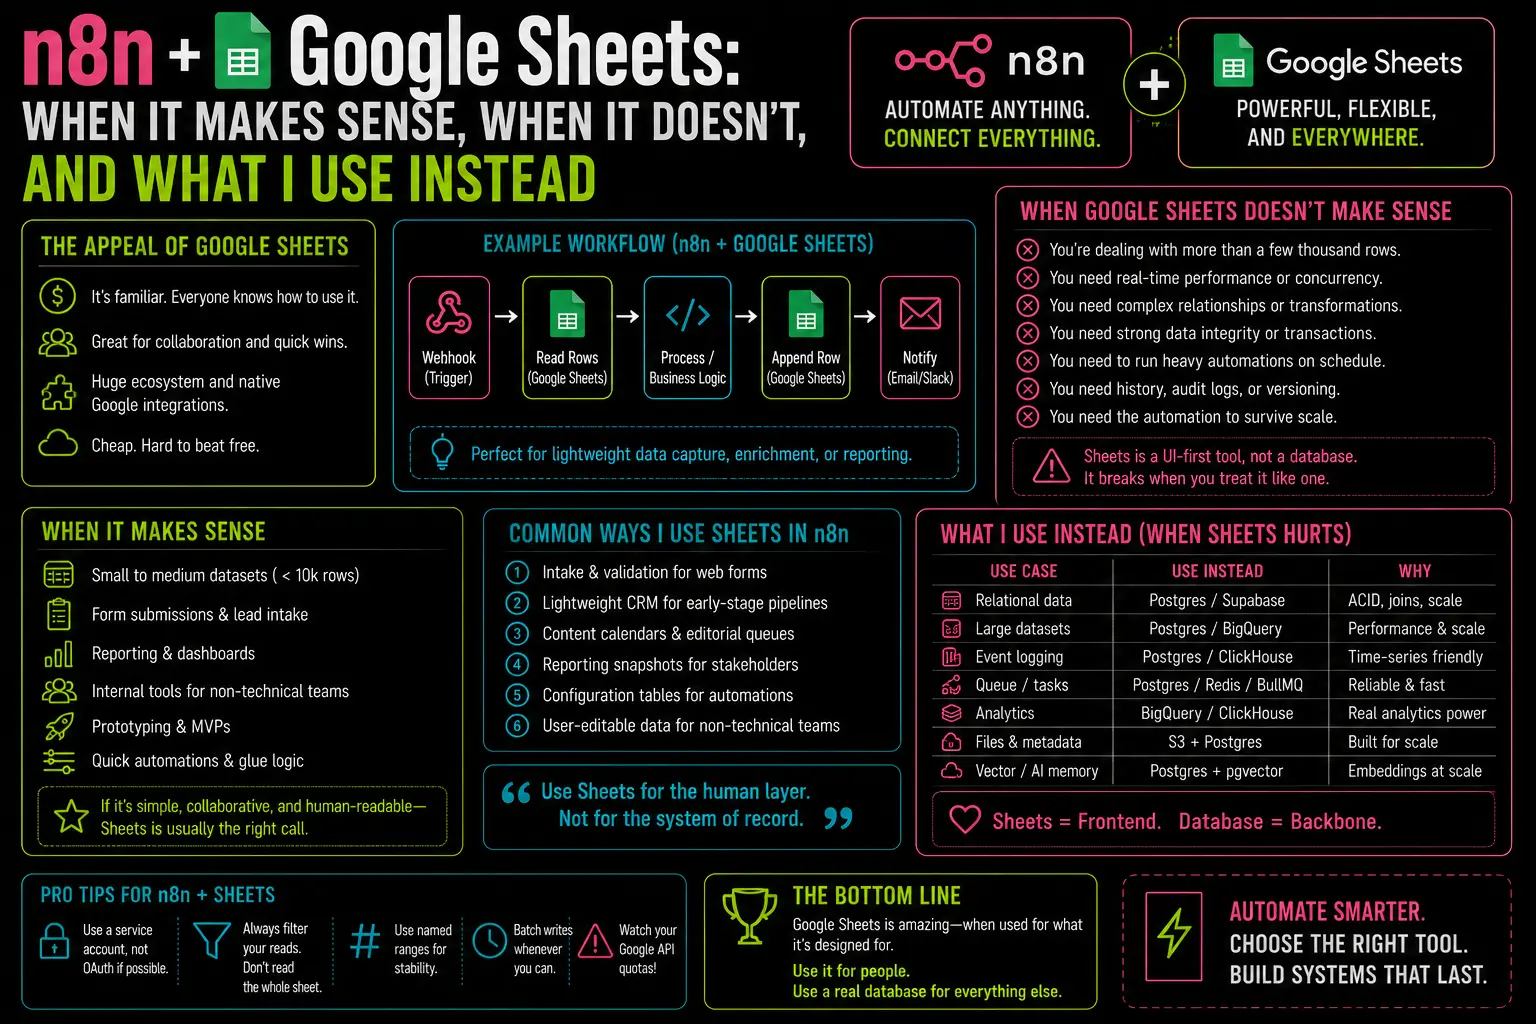 n8n + Google Sheets:
WHEN IT MAKES SENSE, WHEN IT DOESN'T,
AND WHAT I USE INSTEAD
n8n
AUTOMATE ANYTHING.
CONNECT EVERYTHING.
+
Google Sheets
POWERFUL, FLEXIBLE,
AND EVERYWHERE.
THE APPEAL OF GOOGLE SHEETS
It's familiar. Everyone knows how to use it.
Great for collaboration and quick wins.
Huge ecosystem and native
Google integrations.
Cheap. Hard to beat free.
EXAMPLE WORKFLOW (n8n + GOOGLE SHEETS)
Webhook
(Trigger)
Read Rows
(Google Sheets)
Process /
Business Logic
Append Row
(Google Sheets)
Notify
(Email/Slack)
Perfect for lightweight data capture, enrichment, or reporting.
WHEN GOOGLE SHEETS DOESN'T MAKE SENSE
You're dealing with more than a few thousand rows.
You need real-time performance or concurrency.
You need complex relationships or transformations.
You need strong data integrity or transactions.
You need to run heavy automations on schedule.
You need history, audit logs, or versioning.
You need the automation to survive scale.
Sheets is a UI-first tool, not a database.
It breaks when you treat it like one.
WHEN IT MAKES SENSE
Small to medium datasets ( < 10k rows)
Form submissions & lead intake
Reporting & dashboards
Internal tools for non-technical teams
Prototyping & MVPs
Quick automations & glue logic
If it's simple, collaborative, and human-readable—
Sheets is usually the right call.
COMMON WAYS I USE SHEETS IN n8n
1 Intake & validation for web forms
2 Lightweight CRM for early-stage pipelines
3 Content calendars & editorial queues
4 Reporting snapshots for stakeholders
5 Configuration tables for automations
6 User-editable data for non-technical teams
“ Use Sheets for the human layer.
Not for the system of record. ”
WHAT I USE INSTEAD (WHEN SHEETS HURTS)
USE CASE USE INSTEAD WHY
Relational data Postgres / Supabase ACID, joins, scale
Large datasets Postgres / BigQuery Performance & scale
Event logging Postgres / ClickHouse Time-series friendly
Queue / tasks Postgres / Redis / BullMQ Reliable & fast
Analytics BigQuery / ClickHouse Real analytics power
Files & metadata S3 + Postgres Built for scale
Vector / AI memory Postgres + pgvector Embeddings at scale
Sheets = Frontend. Database = Backbone.
PRO TIPS FOR n8n + SHEETS
Use a service
account, not
OAuth if possible.
Always filter
your reads.
Don't read
the whole sheet.
# Use named
ranges for
stability.
Batch writes
whenever
you can.
Watch your
Google API
quotas!
THE BOTTOM LINE
Google Sheets is amazing—when used for what
it's designed for.
Use it for people.
Use a real database for everything else.
AUTOMATE SMARTER.
CHOOSE THE RIGHT TOOL.
BUILD SYSTEMS THAT LAST.